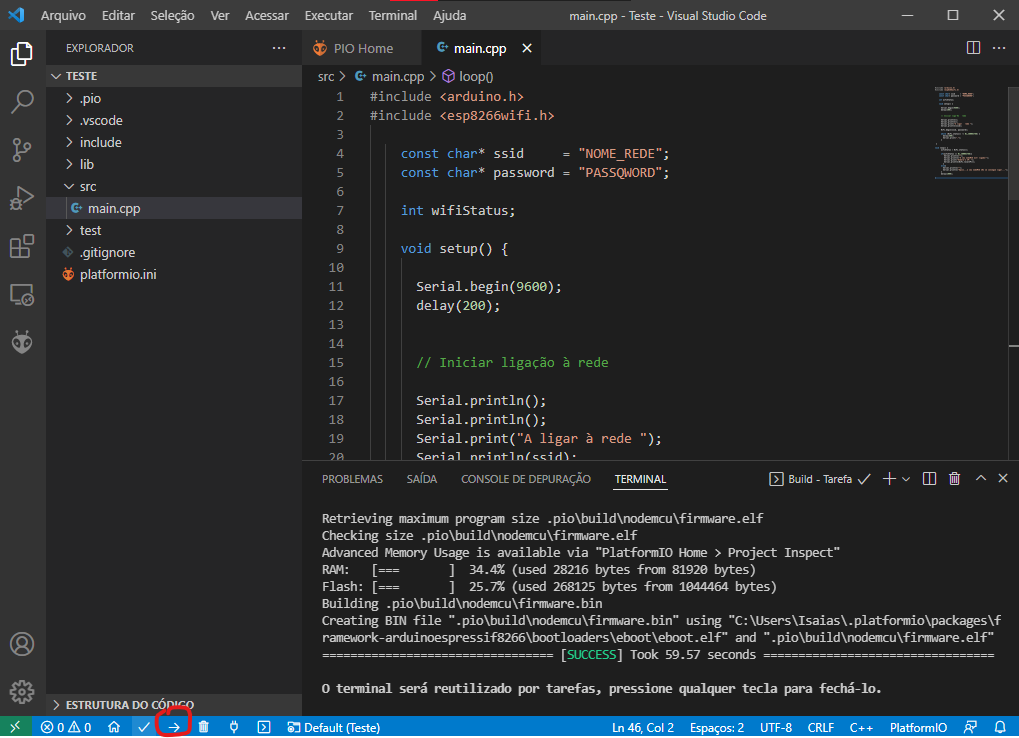 Arquivo Editar Seleção Ver Acessar Executar Terminal Ajuda main.cpp - Teste - Visual Studio Code
EXPLORADOR ···
TESTE
.pio
.vscode
include
lib
src
main.cpp
test
.gitignore
platformio.ini
ESTRUTURA DO CÓDIGO
PIO Home main.cpp
src > main.cpp > loop()
1 #include <arduino.h>
2 #include <esp8266wifi.h>
3
4 const char* ssid     = "NOME_REDE";
5 const char* password = "PASSQWORD";
6
7 int wifiStatus;
8
9 void setup() {
10
11 Serial.begin(9600);
12 delay(200);
13
14
15 // Iniciar ligação à rede
16
17 Serial.println();
18 Serial.println();
19 Serial.print("A ligar à rede ");
20 Serial.println(ssid);
PROBLEMAS SAÍDA CONSOLE DE DEPURAÇÃO TERMINAL Build - Tarefa
Retrieving maximum program size .pio\build\nodemcu\firmware.elf
Checking size .pio\build\nodemcu\firmware.elf
Advanced Memory Usage is available via "PlatformIO Home > Project Inspect"
RAM:   [===       ]  34.4% (used 28216 bytes from 81920 bytes)
Flash: [===       ]  25.7% (used 268125 bytes from 1044464 bytes)
Building .pio\build\nodemcu\firmware.bin
Creating BIN file ".pio\build\nodemcu\firmware.bin" using "C:\Users\Isaias\.platformio\packages\f
ramework-arduinoespressif8266\bootloaders\eboot\eboot.elf" and ".pio\build\nodemcu\firmware.elf"
================================= [SUCCESS] Took 59.57 seconds =================================
O terminal será reutilizado por tarefas, pressione qualquer tecla para fechá-lo.
0 0 Default (Teste) Ln 46, Col 2 Espaços: 2 UTF-8 CRLF C++ PlatformIO